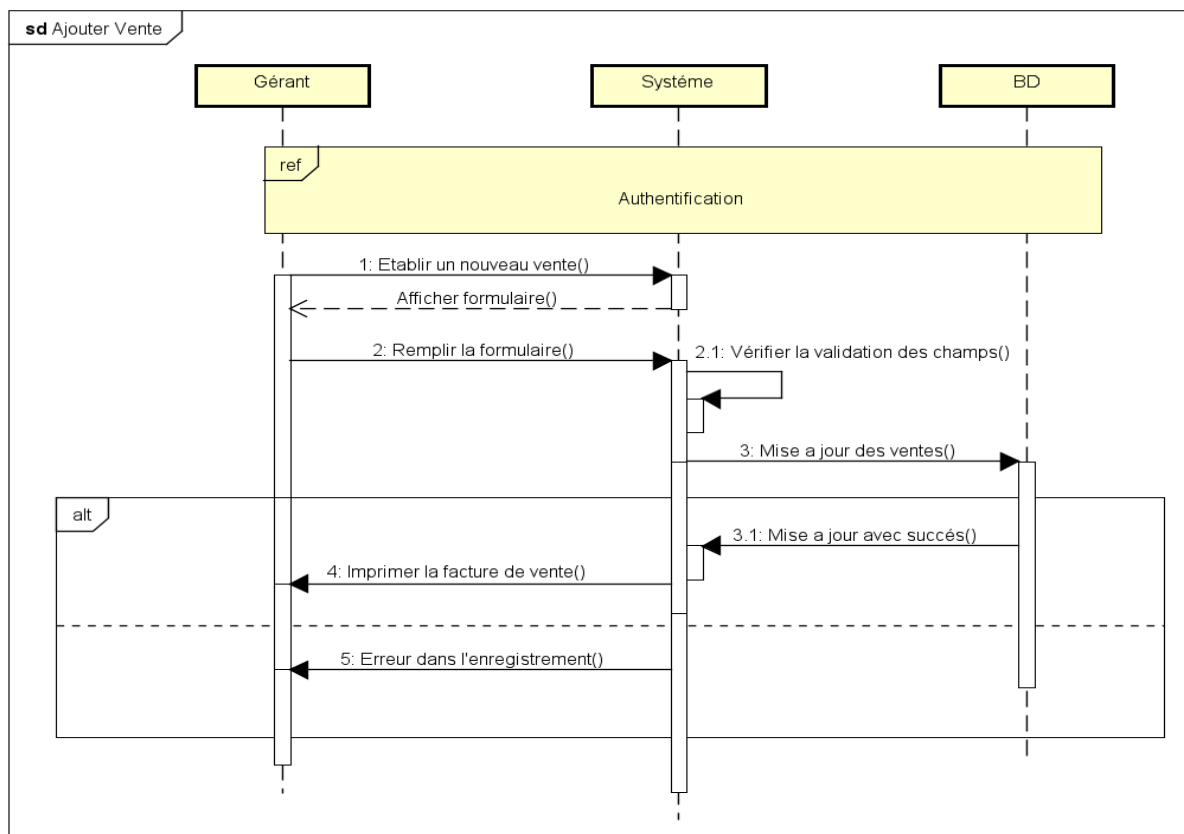 sd Ajouter Vente
Gérant
Systéme
BD
ref
Authentification
1: Etablir un nouveau vente()
Afficher formulaire()
2: Remplir la formulaire()
2.1: Vérifier la validation des champs()
3: Mise a jour des ventes()
alt
3.1: Mise a jour avec succés()
4: Imprimer la facture de vente()
5: Erreur dans l'enregistrement()